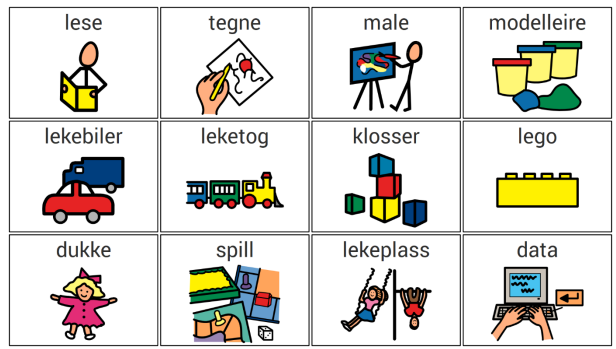 lese tegne male modelleire
lekebiler leketog klosser lego
dukke spill lekeplass data